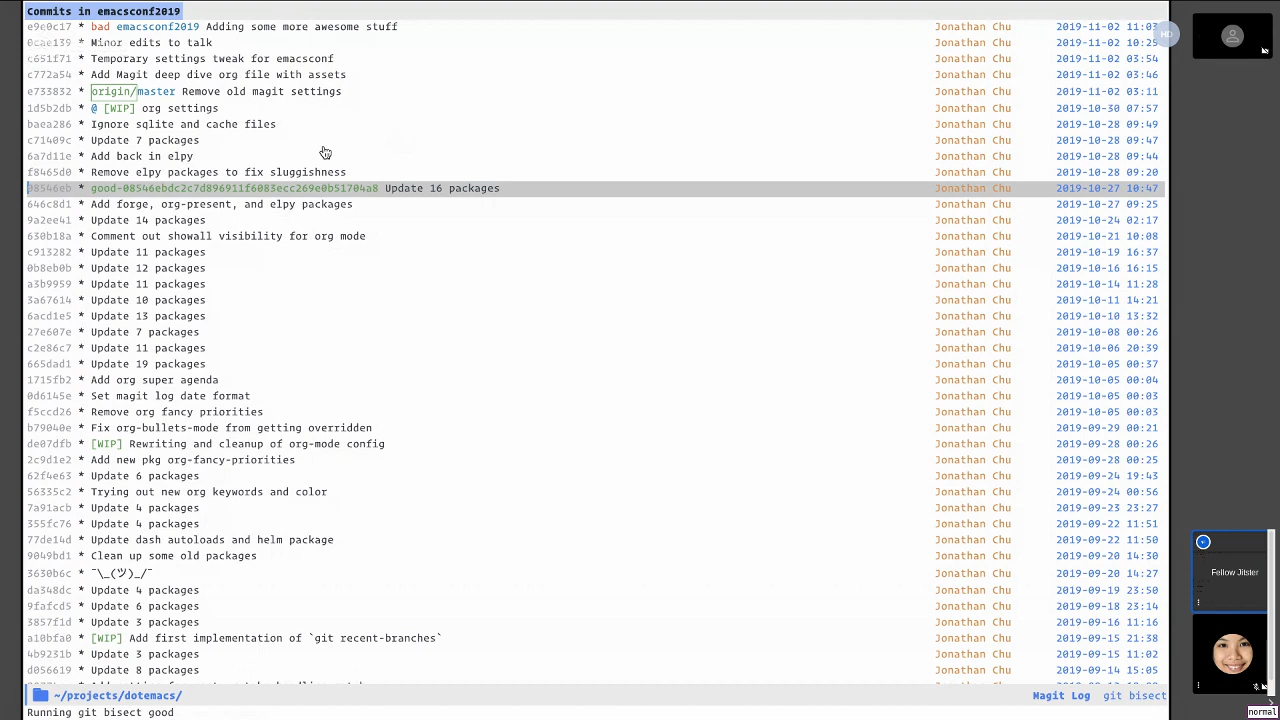 Commits in emacsconf2019
e9e0c17 * bad emacsconf2019 Adding some more awesome stuff Jonathan Chu 2019-11-02 11:03
0cae139 * Minor edits to talk Jonathan Chu 2019-11-02 10:25
c651f71 * Temporary settings tweak for emacsconf Jonathan Chu 2019-11-02 03:54
c772a54 * Add Magit deep dive org file with assets Jonathan Chu 2019-11-02 03:46
e733832 * origin/master Remove old magit settings Jonathan Chu 2019-11-02 03:11
1d5b2db * @ [WIP] org settings Jonathan Chu 2019-10-30 07:57
baea286 * Ignore sqlite and cache files Jonathan Chu 2019-10-28 09:49
c71409c * Update 7 packages Jonathan Chu 2019-10-28 09:47
6a7d11e * Add back in elpy Jonathan Chu 2019-10-28 09:44
f8465d0 * Remove elpy packages to fix sluggishness Jonathan Chu 2019-10-28 09:20
08546eb * good-08546ebdc2c7d896911f6083ecc269e0b51704a8 Update 16 packages Jonathan Chu 2019-10-27 10:47
646c8d1 * Add forge, org-present, and elpy packages Jonathan Chu 2019-10-27 09:25
9a2ee41 * Update 14 packages Jonathan Chu 2019-10-24 02:17
630b18a * Comment out showall visibility for org mode Jonathan Chu 2019-10-21 10:08
c913282 * Update 11 packages Jonathan Chu 2019-10-19 16:37
0b8eb0b * Update 12 packages Jonathan Chu 2019-10-16 16:15
a3b9959 * Update 11 packages Jonathan Chu 2019-10-14 11:28
3a67614 * Update 10 packages Jonathan Chu 2019-10-11 14:21
6acd1e5 * Update 13 packages Jonathan Chu 2019-10-10 13:32
27e607e * Update 7 packages Jonathan Chu 2019-10-08 00:26
c2e86c7 * Update 11 packages Jonathan Chu 2019-10-06 20:39
665dad1 * Update 19 packages Jonathan Chu 2019-10-05 00:37
1715fb2 * Add org super agenda Jonathan Chu 2019-10-05 00:04
0d6145e * Set magit log date format Jonathan Chu 2019-10-05 00:03
f5ccd26 * Remove org fancy priorities Jonathan Chu 2019-10-05 00:03
b79040e * Fix org-bullets-mode from getting overridden Jonathan Chu 2019-09-29 00:21
de07dfb * [WIP] Rewriting and cleanup of org-mode config Jonathan Chu 2019-09-28 00:26
2c9d1e2 * Add new pkg org-fancy-priorities Jonathan Chu 2019-09-28 00:25
62f4e63 * Update 6 packages Jonathan Chu 2019-09-24 19:43
56335c2 * Trying out new org keywords and color Jonathan Chu 2019-09-24 00:56
7a91acb * Update 4 packages Jonathan Chu 2019-09-23 23:27
355fc76 * Update 4 packages Jonathan Chu 2019-09-22 11:51
77de14d * Update dash autoloads and helm package Jonathan Chu 2019-09-22 11:50
9049bd1 * Clean up some old packages Jonathan Chu 2019-09-20 14:30
3630b6c * ¯\_(ツ)_/¯ Jonathan Chu 2019-09-20 14:27
da348dc * Update 4 packages Jonathan Chu 2019-09-19 23:50
9fafcd5 * Update 6 packages Jonathan Chu 2019-09-18 23:14
3857f1d * Update 3 packages Jonathan Chu 2019-09-16 11:16
a10bfa0 * [WIP] Add first implementation of `git recent-branches` Jonathan Chu 2019-09-15 21:38
4b9231b * Update 3 packages Jonathan Chu 2019-09-15 11:02
d056619 * Update 8 packages Jonathan Chu 2019-09-14 15:05
~/projects/dotemacs/ Magit Log git bisect
Running git bisect good
HD
Fellow Jitster
normal